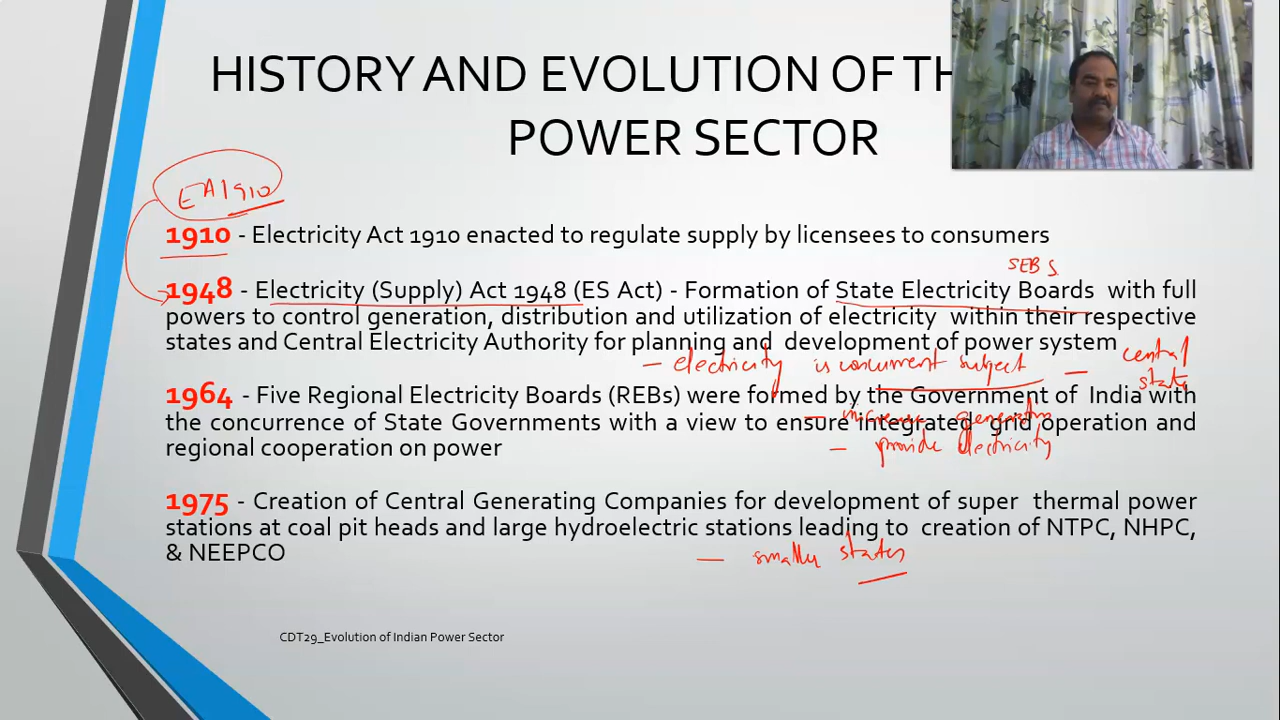 HISTORY AND EVOLUTION OF TH
POWER SECTOR
EA 1910
1910 - Electricity Act 1910 enacted to regulate supply by licensees to consumers
SEBS
1948 - Electricity (Supply) Act 1948 (ES Act) - Formation of State Electricity Boards with full
powers to control generation, distribution and utilization of electricity within their respective
states and Central Electricity Authority for planning and development of power system
— electricity is concurrent subject — central
state
1964 - Five Regional Electricity Boards (REBs) were formed by the Government of India with
— increase generation
the concurrence of State Governments with a view to ensure integrated grid operation and
— provide electricity
regional cooperation on power
1975 - Creation of Central Generating Companies for development of super thermal power
stations at coal pit heads and large hydroelectric stations leading to creation of NTPC, NHPC,
& NEEPCO
— states
CDT29_Evolution of Indian Power Sector